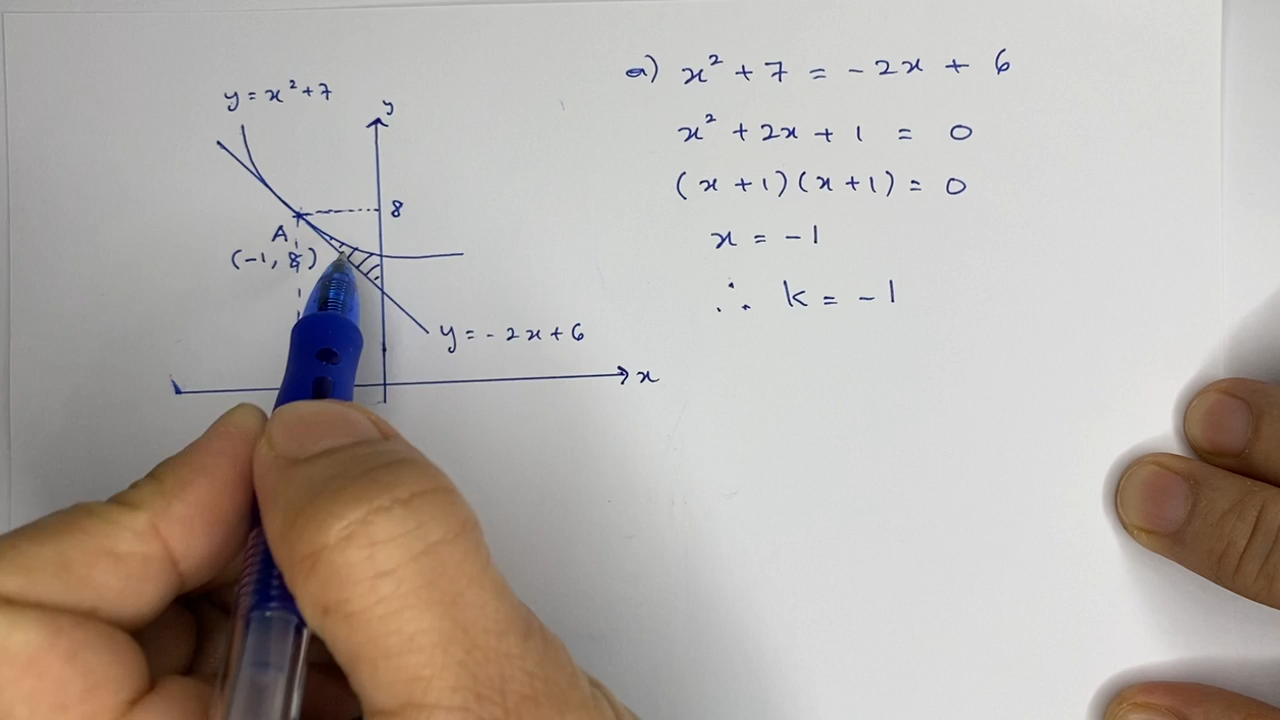 y = x² + 7
y
8
A
(-1, 8)
y = - 2x + 6
x
a) x² + 7 = - 2x + 6
x² + 2x + 1 = 0
(x + 1)(x + 1) = 0
x = -1
∴ k = -1